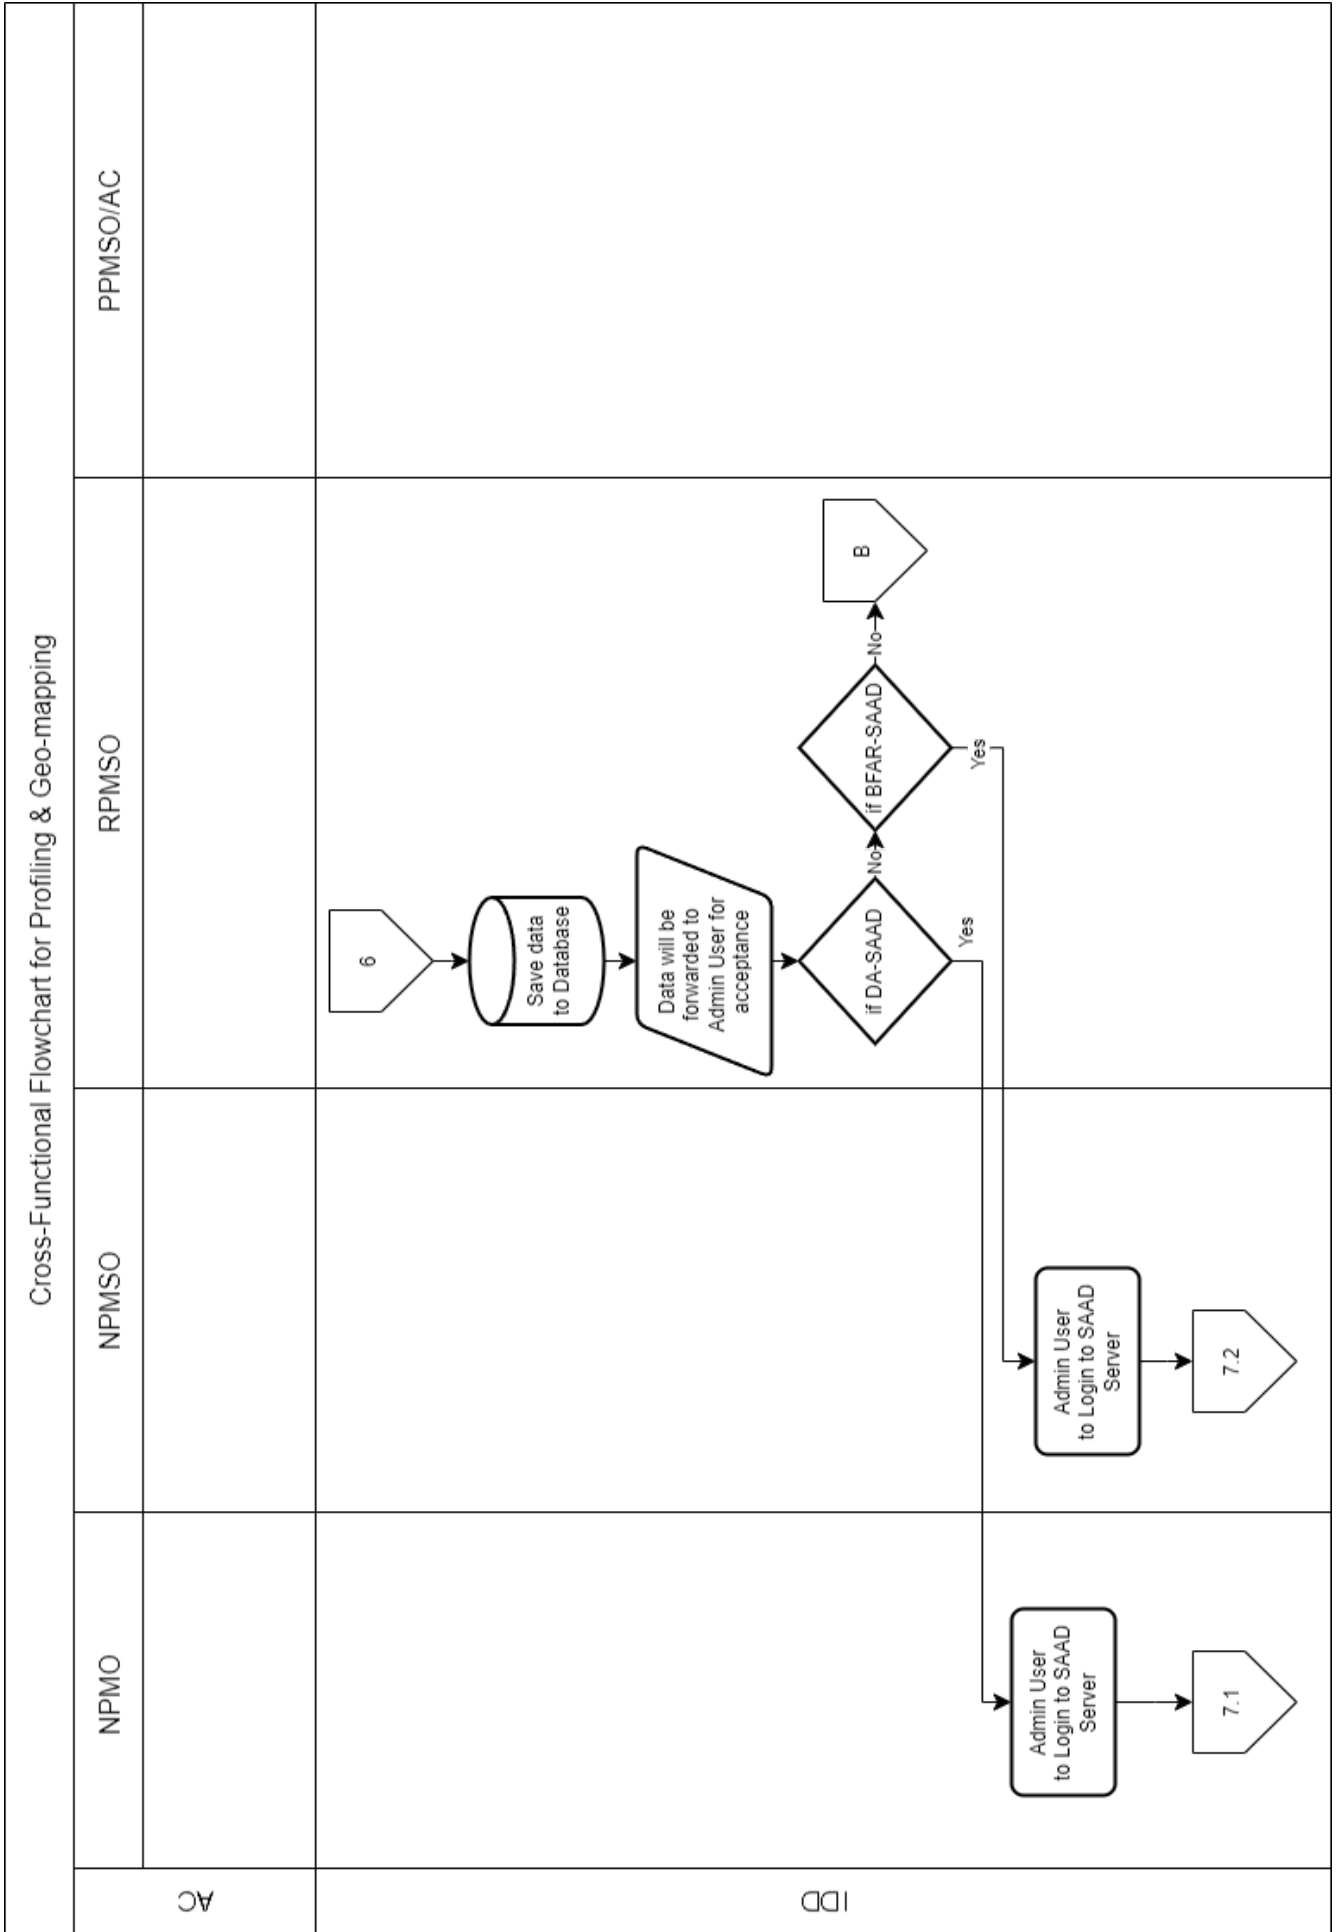 Cross-Functional Flowchart for Profiling & Geo-mapping
NPMO
NPMSO
RPMSO
PPMSO/AC
AC
IDD
6
Save data
to Database
Data will be
forwarded to
Admin User for
acceptance
if DA-SAAD
No
if BFAR-SAAD
No
B
Yes
Yes
Admin User
to Login to SAAD
Server
7.1
Admin User
to Login to SAAD
Server
7.2